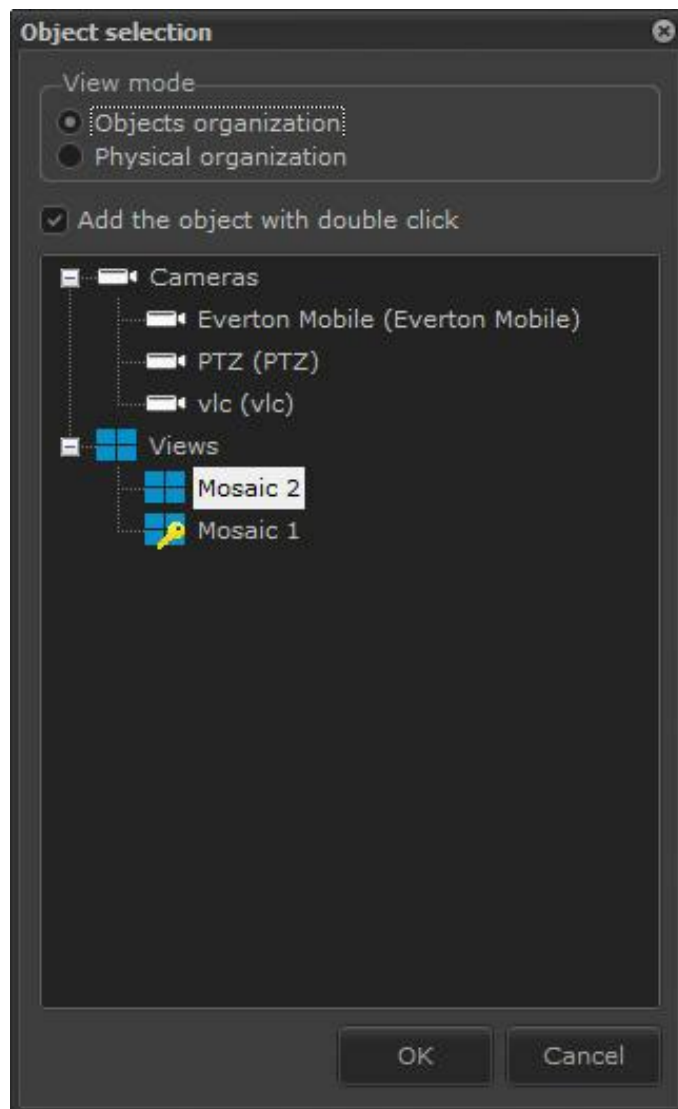 Object selection
View mode
Objects organization
Physical organization
Add the object with double click
Cameras
Everton Mobile (Everton Mobile)
PTZ (PTZ)
vlc (vlc)
Views
Mosaic 2
Mosaic 1
OK
Cancel